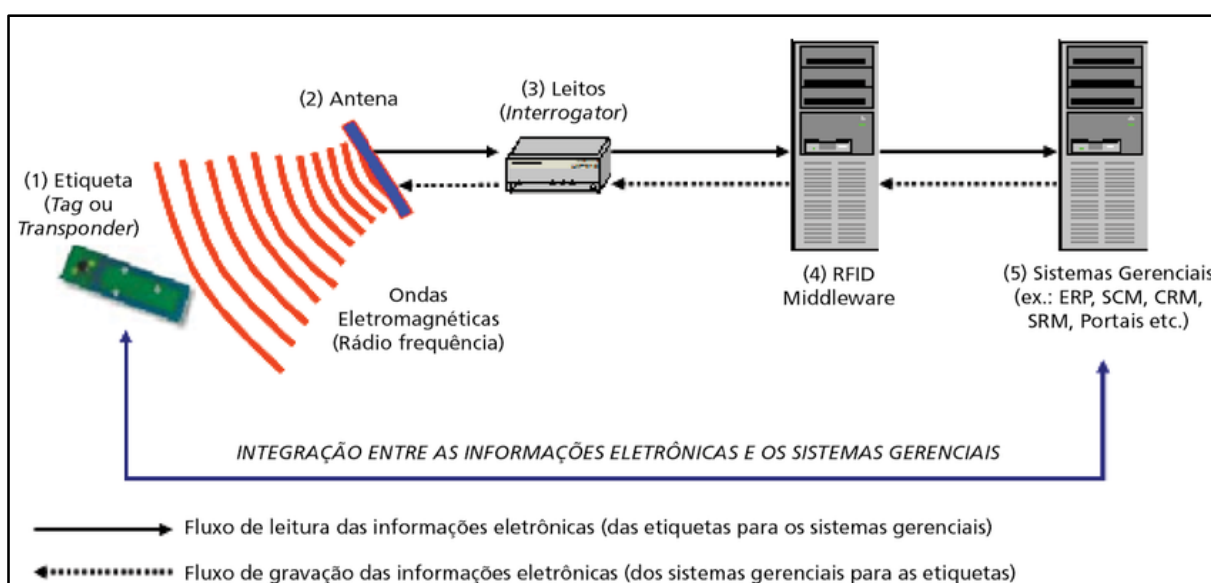 (1) Etiqueta
(Tag ou
Transponder)
(2) Antena
Ondas
Eletromagnéticas
(Rádio frequência)
(3) Leitos
(Interrogator)
(4) RFID
Middleware
(5) Sistemas Gerenciais
(ex.: ERP, SCM, CRM,
SRM, Portais etc.)
INTEGRAÇÃO ENTRE AS INFORMAÇÕES ELETRÔNICAS E OS SISTEMAS GERENCIAIS
Fluxo de leitura das informações eletrônicas (das etiquetas para os sistemas gerenciais)
Fluxo de gravação das informações eletrônicas (dos sistemas gerenciais para as etiquetas)